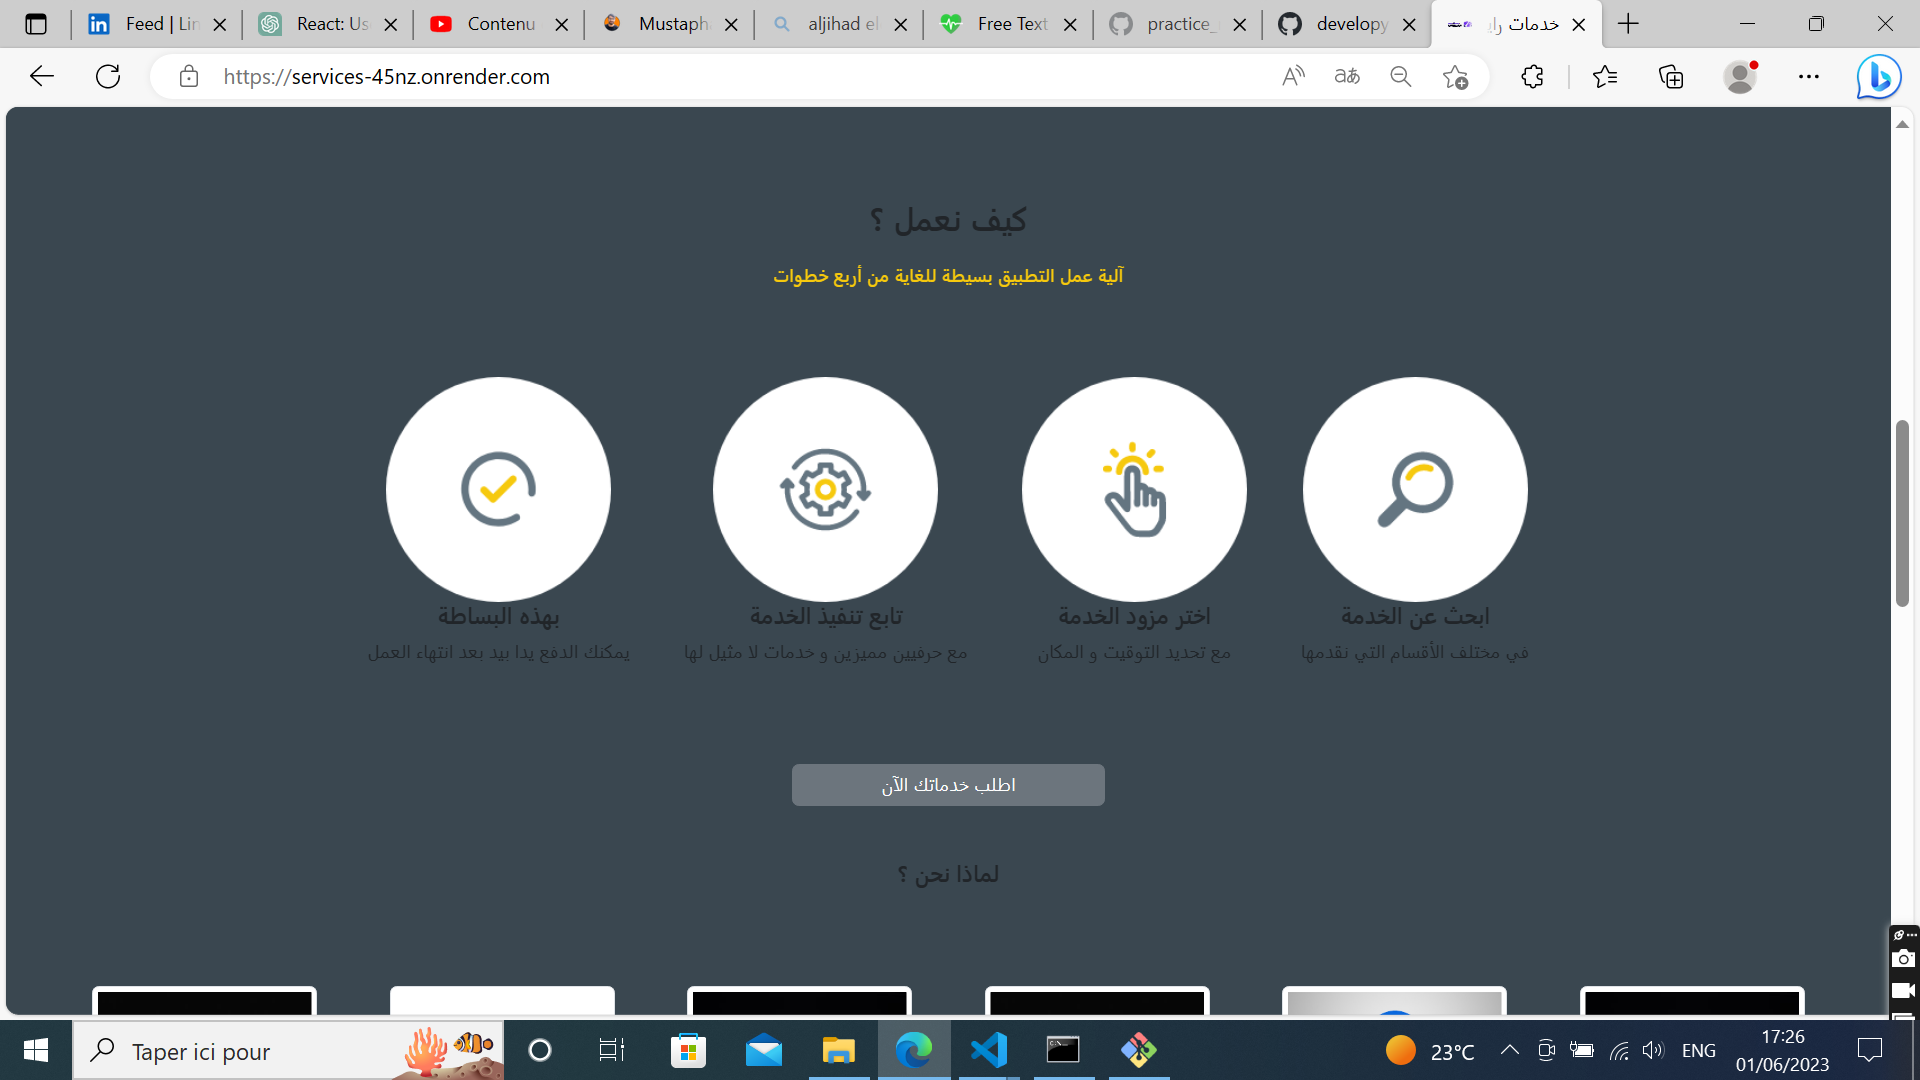 Feed | Lin
React: Us
Contenu
Mustaph
aljihad el
Free Text
practice_
developy
خدمات راي
https://services-45nz.onrender.com
كيف نعمل ؟
آلية عمل التطبيق بسيطة للغاية من أربع خطوات
ابحث عن الخدمة
في مختلف الأقسام التي نقدمها
اختر مزود الخدمة
مع تحديد التوقيت و المكان
تابع تنفيذ الخدمة
مع حرفيين مميزين و خدمات لا مثيل لها
بهذه البساطة
يمكنك الدفع يدا بيد بعد انتهاء العمل
اطلب خدماتك الآن
لماذا نحن ؟
Taper ici pour
23°C
ENG
17:26
01/06/2023